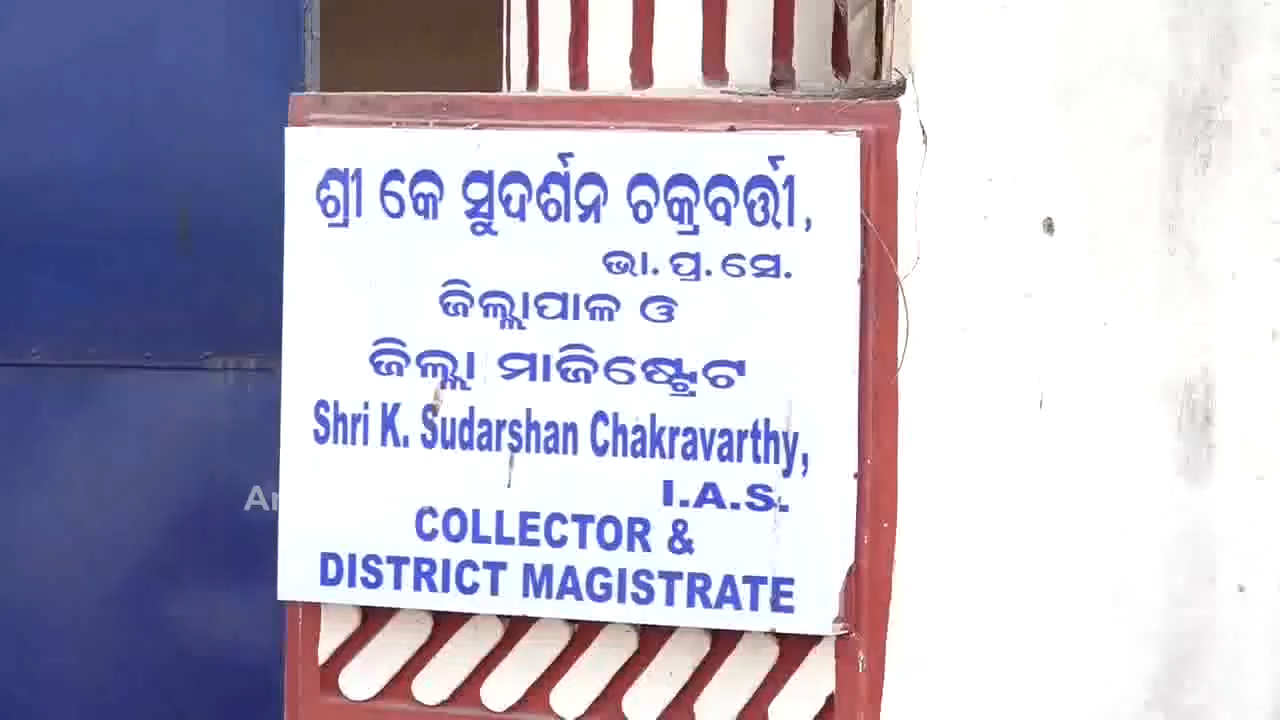 ଶ୍ରୀ କେ ସୁଦର୍ଶନ ଚକ୍ରବର୍ତ୍ତୀ,
ଭା. ପ୍ର. ସେ.
ଜିଲ୍ଲାପାଳ ଓ
ଜିଲ୍ଲା ମାଜିଷ୍ଟ୍ରେଟ
Shri K. Sudarshan Chakravarthy,
I.A.S.
COLLECTOR &
DISTRICT MAGISTRATE